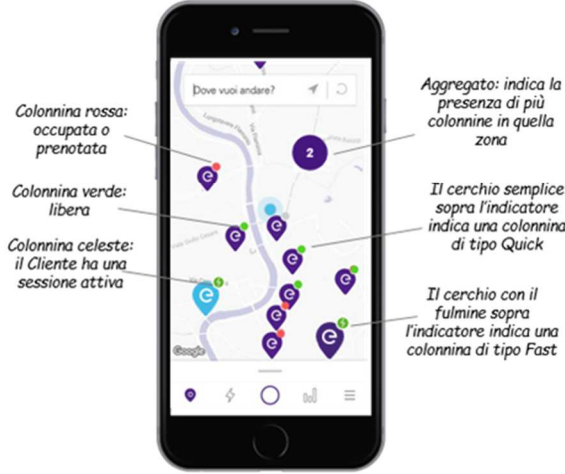 Colonnina rossa:
occupata o
prenotata
Colonnina verde:
libera
Colonnina celeste:
il Cliente ha una
sessione attiva
Dove vuoi andare?
2
Google
Aggregato: indica la
presenza di più
colonnine in quella
zona
Il cerchio semplice
sopra l'indicatore
indica una colonnina
di tipo Quick
Il cerchio con il
fulmine sopra
l'indicatore indica una
colonnina di tipo Fast